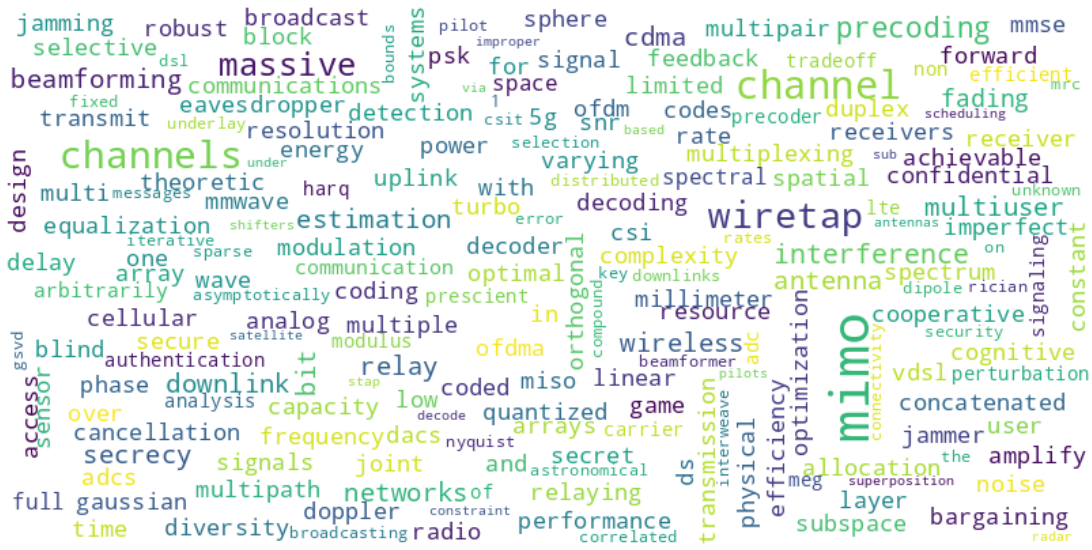 jamming robust broadcast pilot sphere multipair precoding mmse
selective dsl block bounds systems psk improper for signal cdma feedback tradeoff non forward efficient mrc
beamforming massive communications via space limited channel duplex fading
fixed transmit eavesdropper underlay detection 1 csit 5g ofdm snr based codes precoder scheduling
channels under resolution energy power selection varying rate multiplexing receivers sub receiver achievable
design multi messages theoretic mmwave harq uplink with distributed decoding spectral spatial confidential unknown
equalization iterative shifters sparse estimation turbo error csi wiretap lte antennas multiuser imperfect
delay one array wave modulation decoder orthogonal complexity rates interference on signaling constant
arbitrarily asymptotically communication optimal key downlinks antenna spectrum dipole rician
cellular analog coding multiple prescient in compound millimeter resource optimization mimo cooperative security
gsvd blind secure satellite modulus ofdma wireless beamformer adc connectivity cognitive
access sensor authentication bit relay miso linear pilots vdsl perturbation
phase downlink analysis stap coded
over capacity low decode quantized game efficiency concatenated
cancellation frequency dacs nyquist arrays carrier transmission interweave jammer user
secrecy signals joint and astronomical secret ds physical meg allocation the amplify
adcs multipath networks of relaying superposition layer noise
full gaussian doppler constraint performance subspace bargaining
time diversity broadcasting radio correlated radar